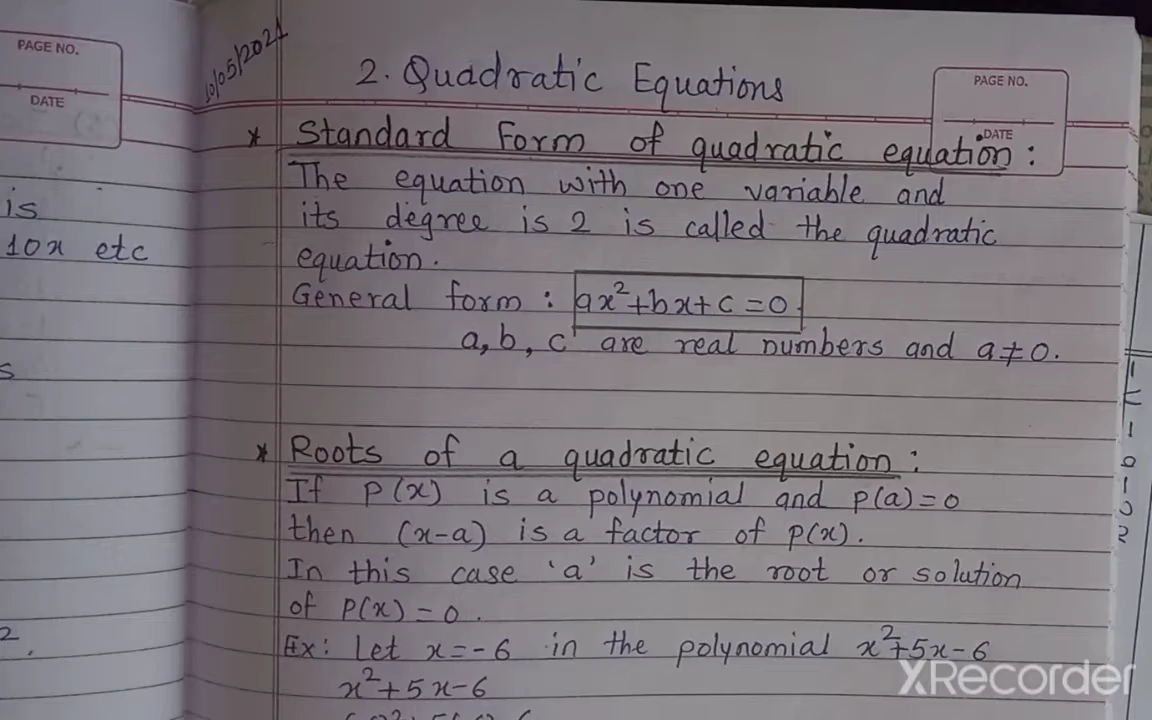 PAGE NO.
DATE
10/05/2021
2. Quadratic Equations
PAGE NO.
DATE
* Standard Form of quadratic equation :
The equation with one variable and
its degree is 2 is called the quadratic
equation.
General form : ax²+bx+c=0.
a, b, c are real numbers and a≠0.
* Roots of a quadratic equation :
If P(x) is a polynomial and p(a)=0
then (x-a) is a factor of p(x).
In this case 'a' is the root or solution
of P(x)=0.
Ex: Let x=-6 in the polynomial x²+5x-6
x²+5x-6
is
10x etc
s
2.
XRecorder